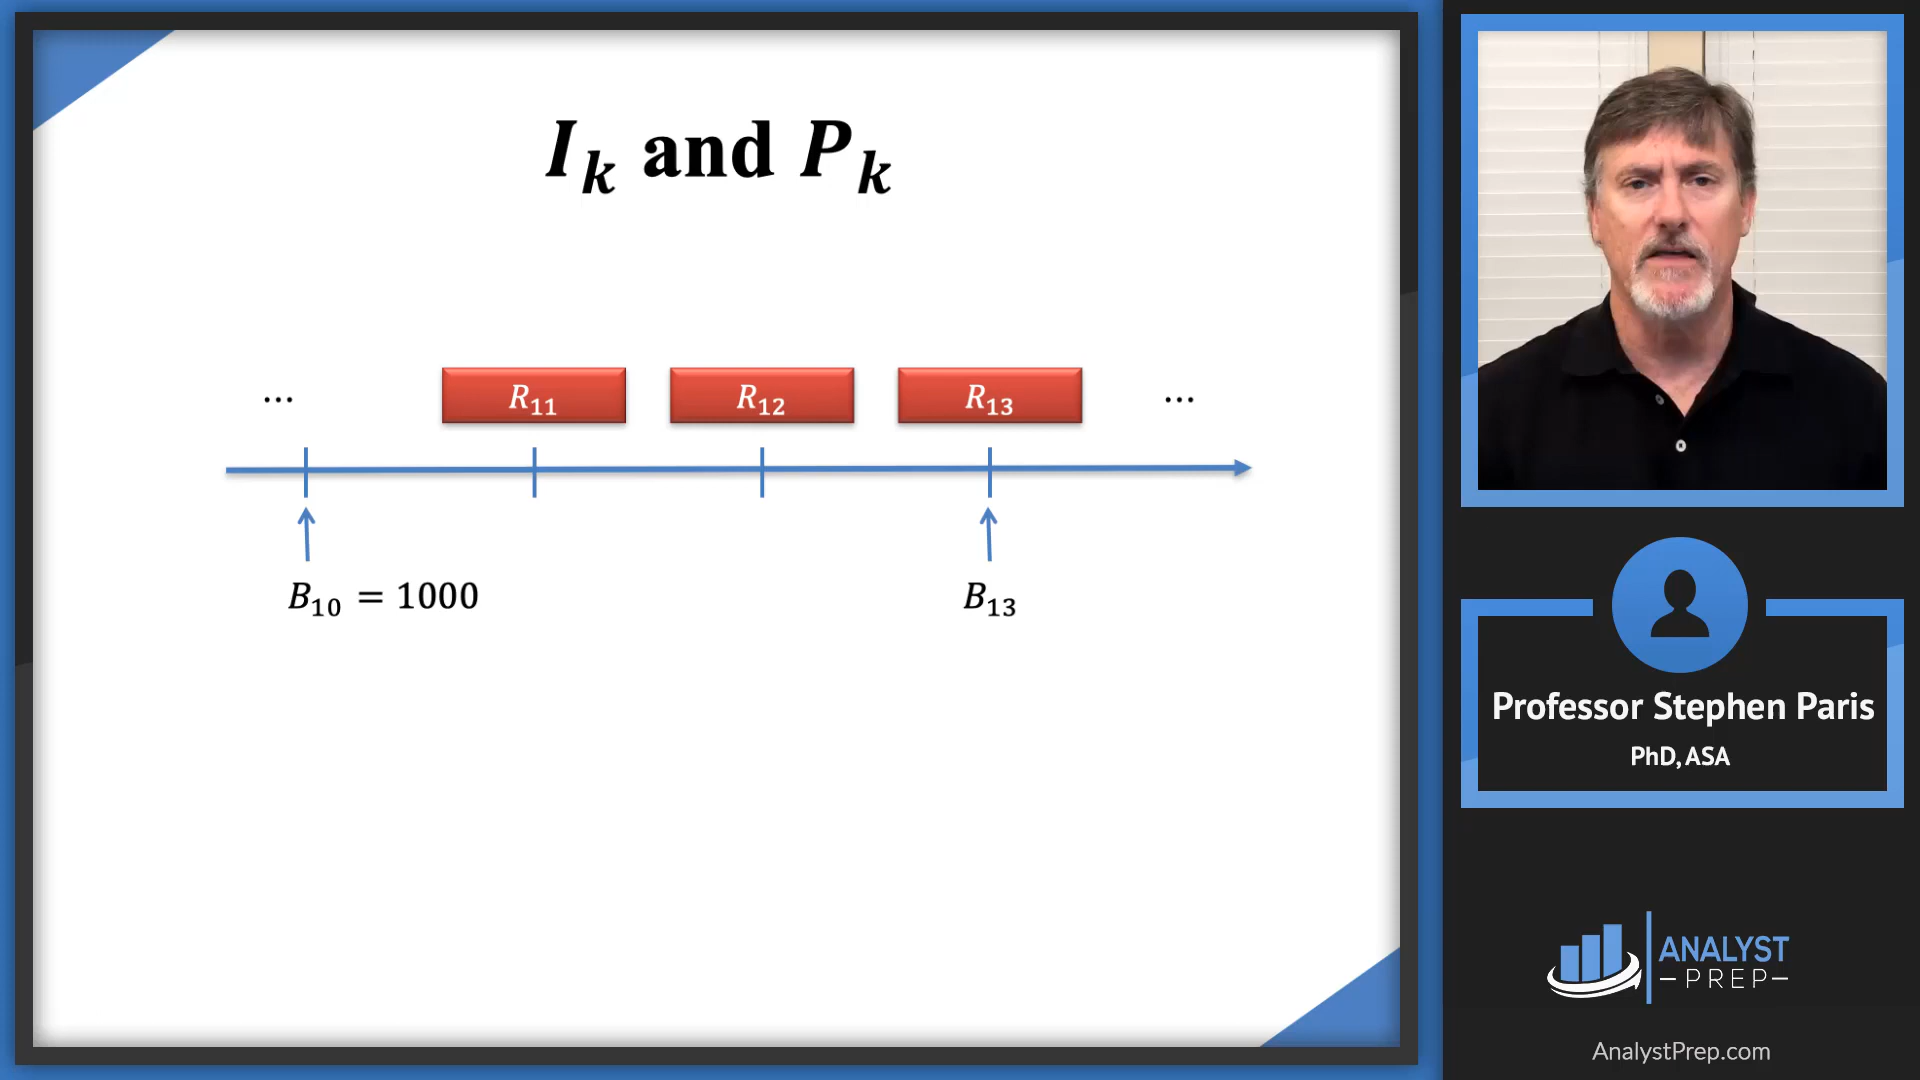 I_k and P_k
... R_11 R_12 R_13 ...
B_10 = 1000 B_13
Professor Stephen Paris
PhD, ASA
ANALYST
PREP
AnalystPrep.com